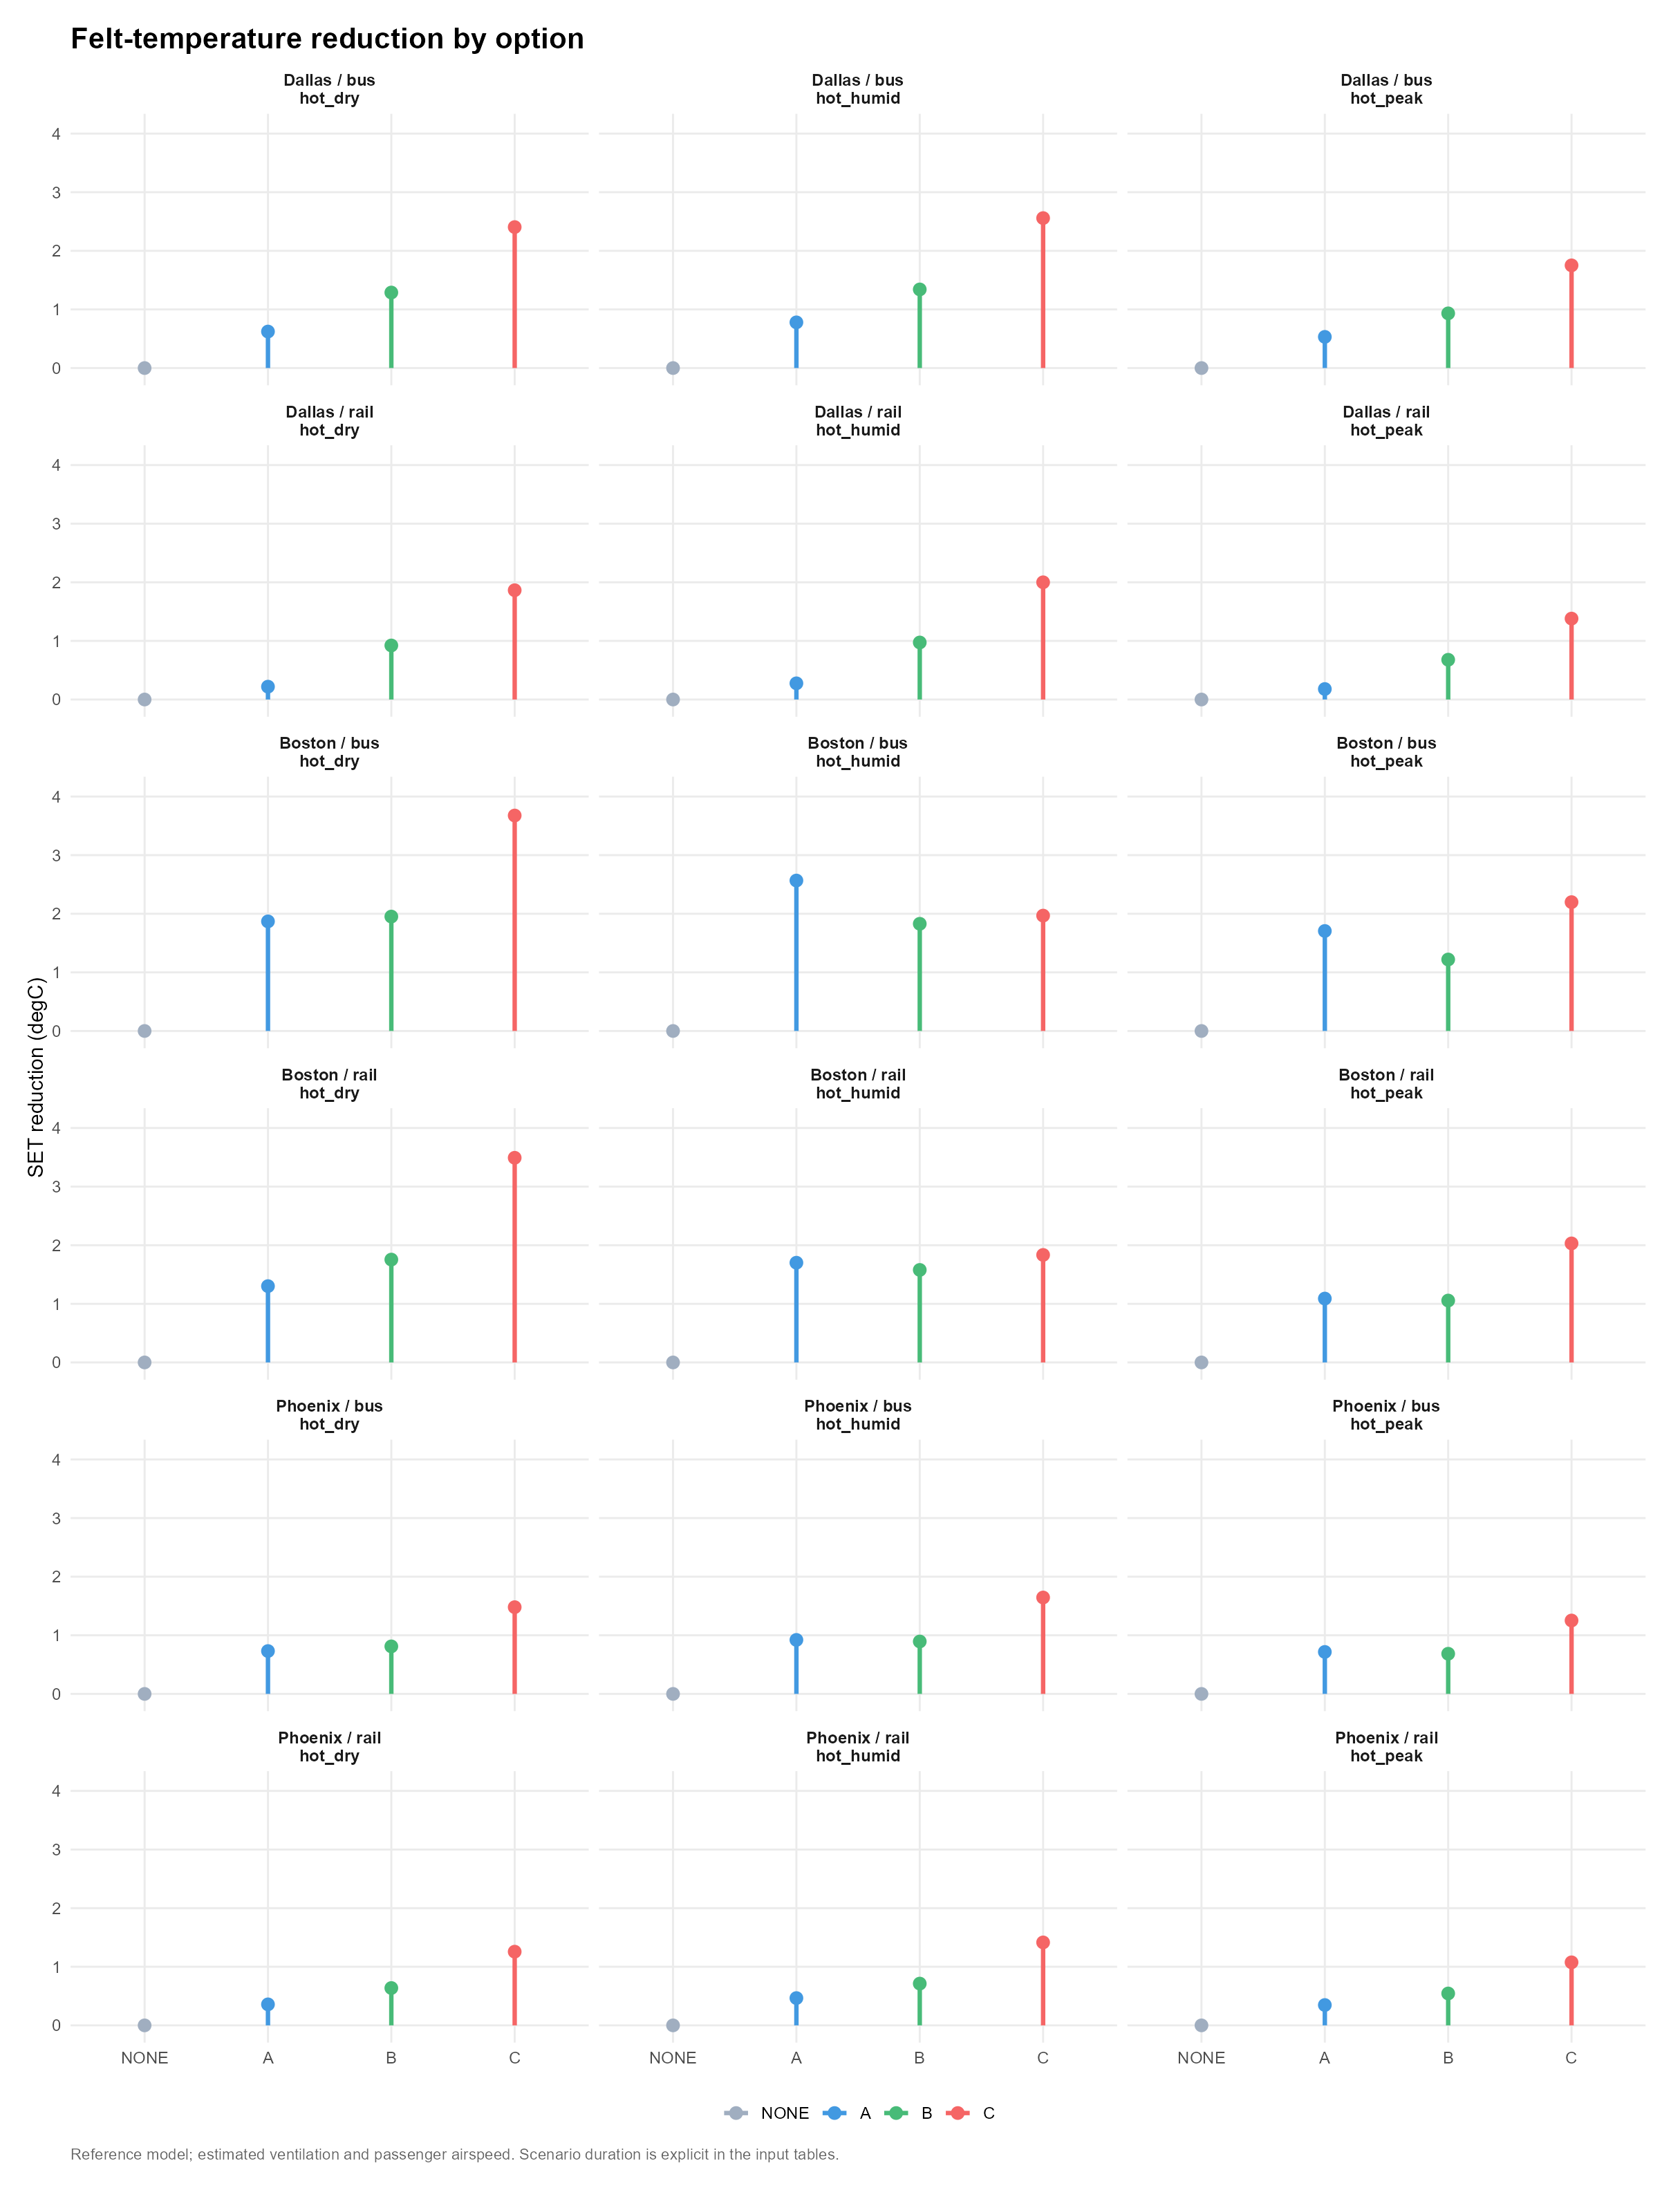 Felt-temperature reduction by option
Dallas / bus
hot_dry
Dallas / bus
hot_humid
Dallas / bus
hot_peak
4
3
2
1
0
Dallas / rail
hot_dry
Dallas / rail
hot_humid
Dallas / rail
hot_peak
4
3
2
1
0
Boston / bus
hot_dry
Boston / bus
hot_humid
Boston / bus
hot_peak
4
3
2
1
0
SET reduction (degC)
Boston / rail
hot_dry
Boston / rail
hot_humid
Boston / rail
hot_peak
4
3
2
1
0
Phoenix / bus
hot_dry
Phoenix / bus
hot_humid
Phoenix / bus
hot_peak
4
3
2
1
0
Phoenix / rail
hot_dry
Phoenix / rail
hot_humid
Phoenix / rail
hot_peak
4
3
2
1
0
NONE A B C
NONE A B C
NONE A B C
NONE A B C
Reference model; estimated ventilation and passenger airspeed. Scenario duration is explicit in the input tables.